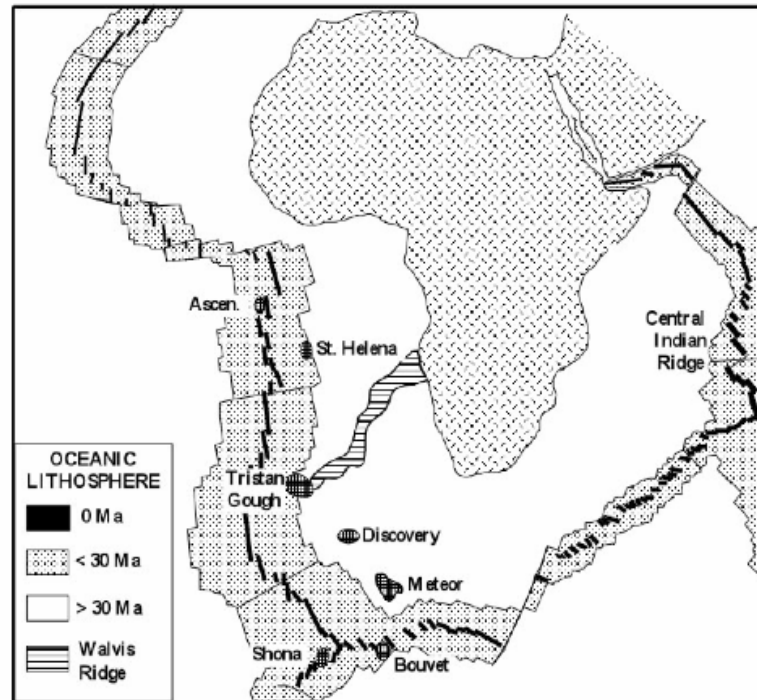 Ascen.
St. Helena
Central
Indian
Ridge
Tristan
Gough
Discovery
Meteor
Shona
Bouvet
OCEANIC
LITHOSPHERE
0 Ma
< 30 Ma
> 30 Ma
Walvis
Ridge